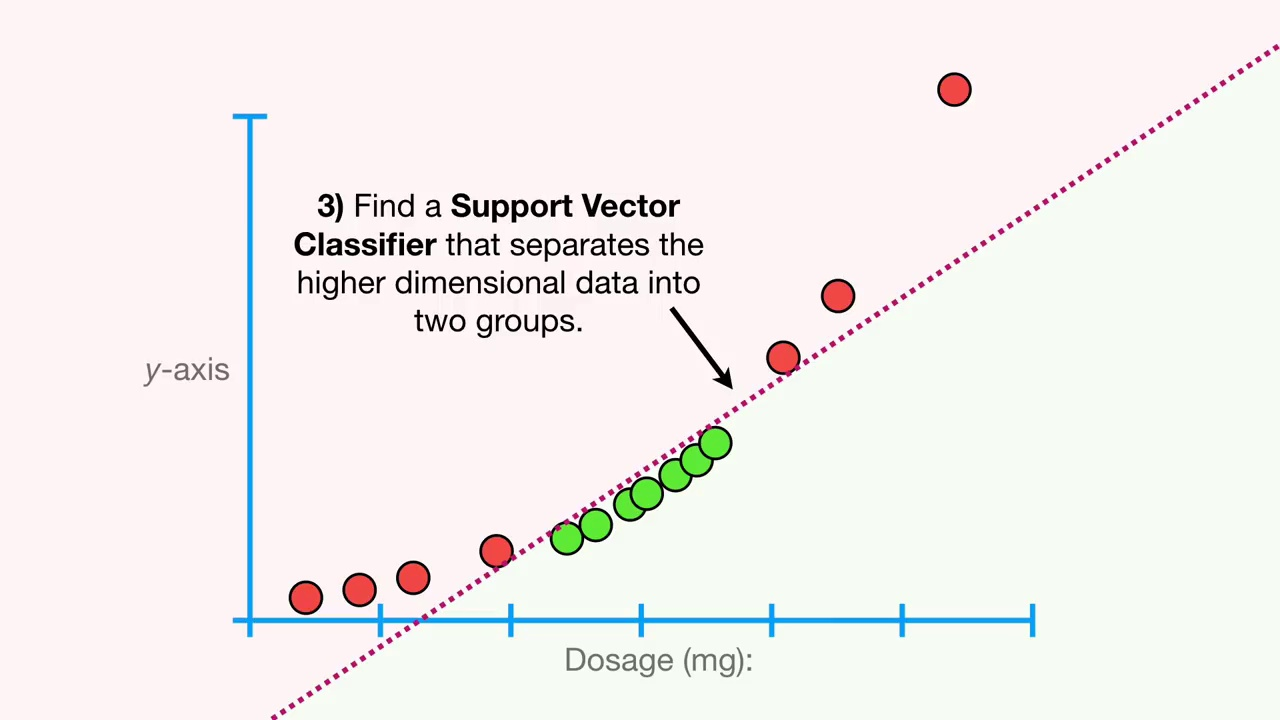 3) Find a Support Vector
Classifier that separates the
higher dimensional data into
two groups.
y-axis
Dosage (mg):